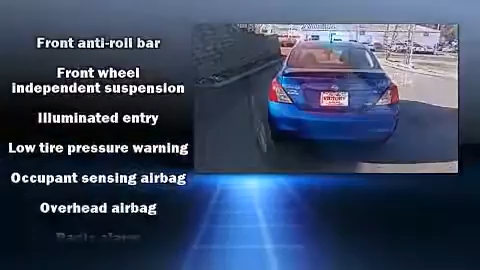 Front anti-roll bar
Front wheel
independent suspension
Illuminated entry
Low tire pressure warning
Occupant sensing airbag
Overhead airbag
VICTORY